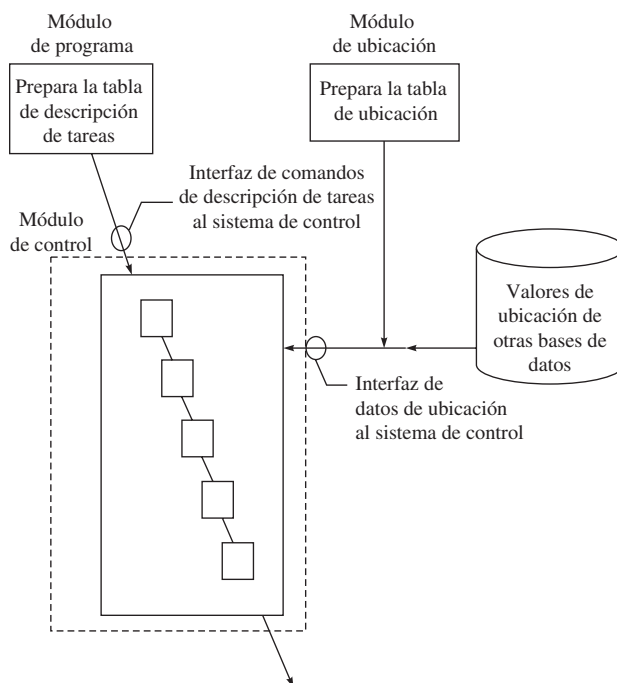 Módulo
de programa
Prepara la tabla
de descripción
de tareas
Módulo
de ubicación
Prepara la tabla
de ubicación
Interfaz de comandos
de descripción de tareas
al sistema de control
Módulo
de control
Valores de
ubicación de
otras bases de
datos
Interfaz de
datos de ubicación
al sistema de control